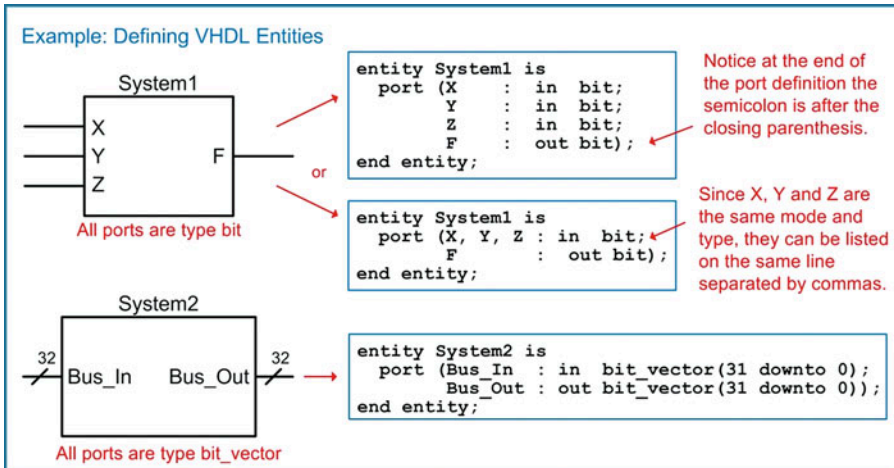 Example: Defining VHDL Entities
System1
X
Y
Z
F
All ports are type bit
or
entity System1 is
port (X : in bit;
Y : in bit;
Z : in bit;
F : out bit);
end entity;
Notice at the end of
the port definition the
semicolon is after the
closing parenthesis.
entity System1 is
port (X, Y, Z : in bit;
F : out bit);
end entity;
Since X, Y and Z are
the same mode and
type, they can be listed
on the same line
separated by commas.
System2
32
Bus_In Bus_Out
32
All ports are type bit_vector
entity System2 is
port (Bus_In : in bit_vector(31 downto 0);
Bus_Out : out bit_vector(31 downto 0));
end entity;